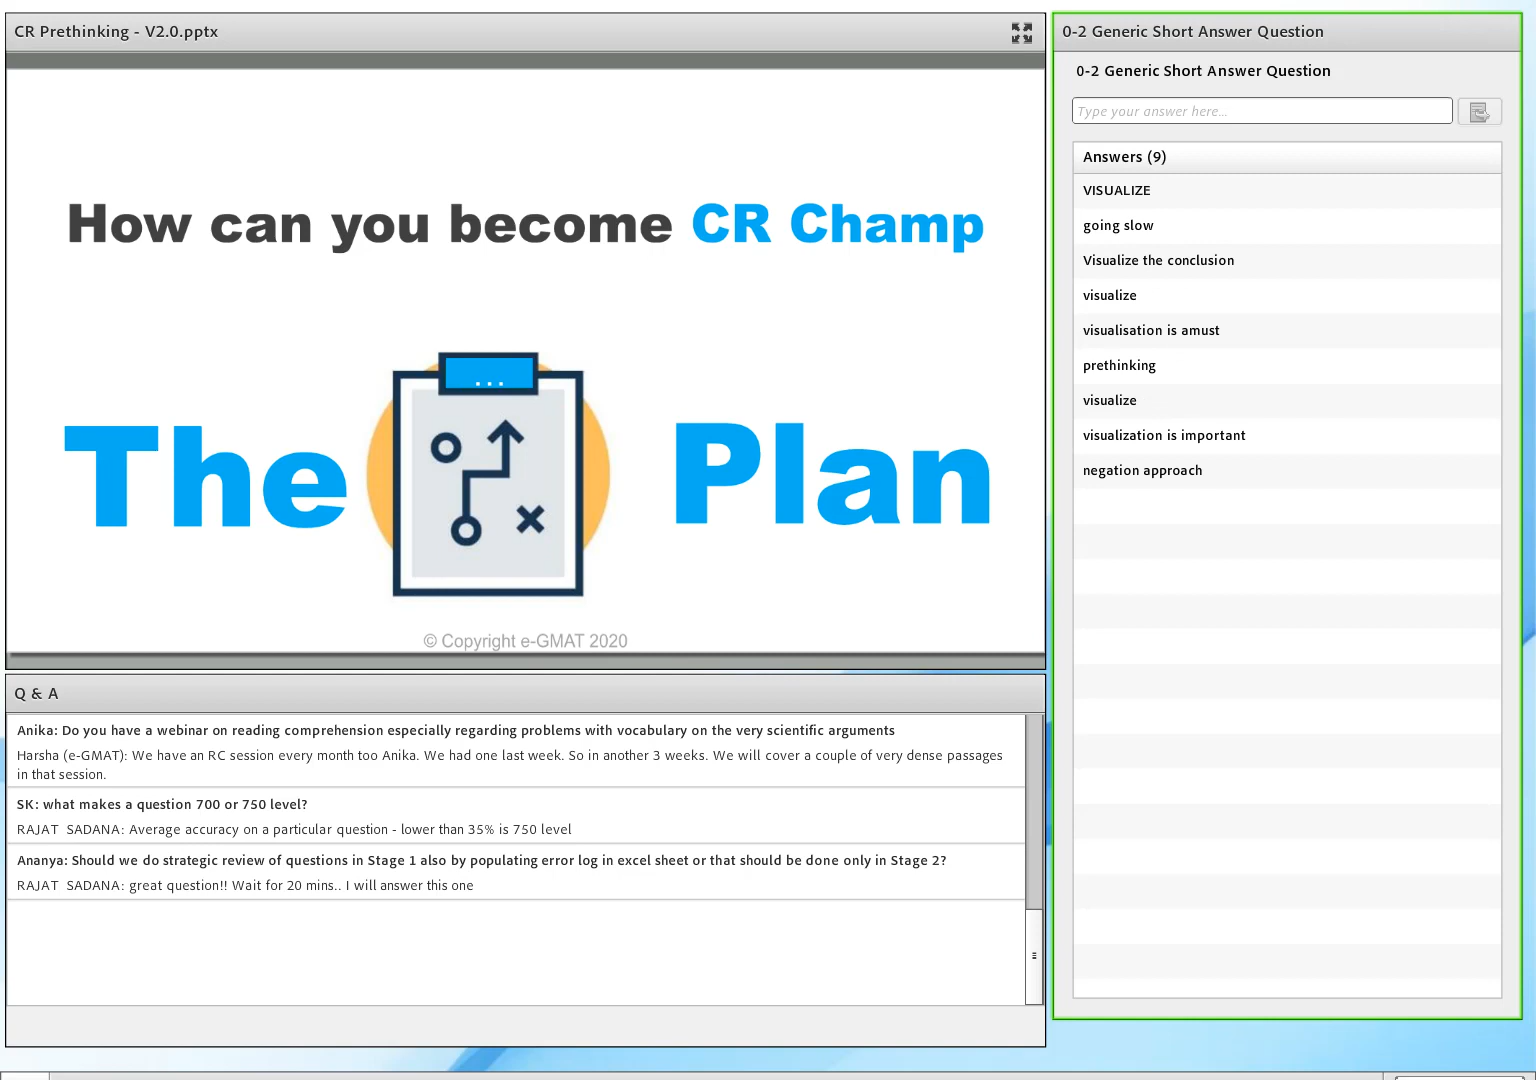 CR Prethinking - V2.0.pptx
How can you become CR Champ
The Plan
...
© Copyright e-GMAT 2020
Q & A
Anika: Do you have a webinar on reading comprehension especially regarding problems with vocabulary on the very scientific arguments
Harsha (e-GMAT): We have an RC session every month too Anika. We had one last week. So in another 3 weeks. We will cover a couple of very dense passages
in that session.
SK: what makes a question 700 or 750 level?
RAJAT SADANA: Average accuracy on a particular question - lower than 35% is 750 level
Ananya: Should we do strategic review of questions in Stage 1 also by populating error log in excel sheet or that should be done only in Stage 2?
RAJAT SADANA: great question!! Wait for 20 mins.. I will answer this one
0-2 Generic Short Answer Question
0-2 Generic Short Answer Question
Type your answer here...
Answers (9)
VISUALIZE
going slow
Visualize the conclusion
visualize
visualisation is amust
prethinking
visualize
visualization is important
negation approach